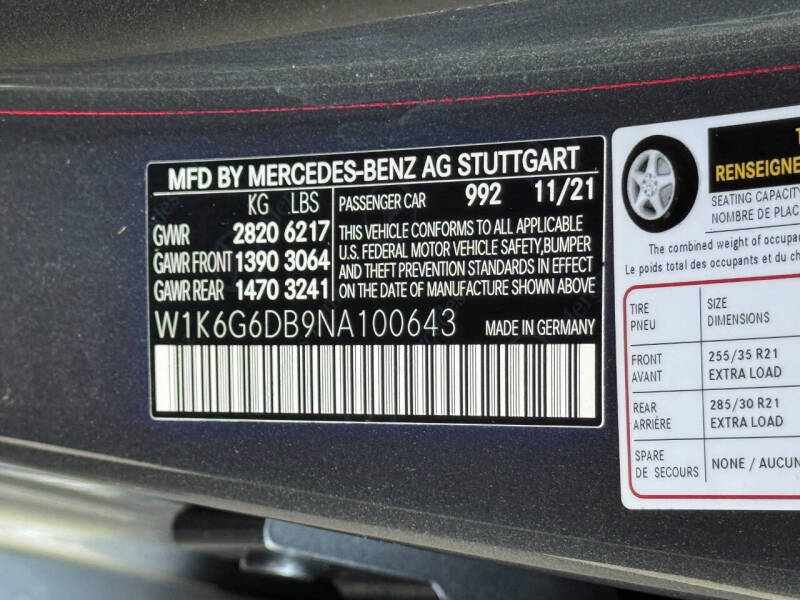 MFD BY MERCEDES-BENZ AG STUTTGART
KG LBS
GVWR 2820 6217
GAWR FRONT 1390 3064
GAWR REAR 1470 3241
PASSENGER CAR 992 11/21
THIS VEHICLE CONFORMS TO ALL APPLICABLE
U.S. FEDERAL MOTOR VEHICLE SAFETY,BUMPER
AND THEFT PREVENTION STANDARDS IN EFFECT
ON THE DATE OF MANUFACTURE SHOWN ABOVE
W1K6G6DB9NA100643 MADE IN GERMANY
RENSEIGNE
SEATING CAPACITY
NOMBRE DE PLAC
The combined weight of occupa
Le poids total des occupants et du ch
TIRE SIZE
PNEU DIMENSION
FRONT 255/35 R21
AVANT EXTRA LOAD
REAR 285/30 R21
ARRIÈRE EXTRA LOAD
SPARE
DE SECOURS NONE / AUCUN